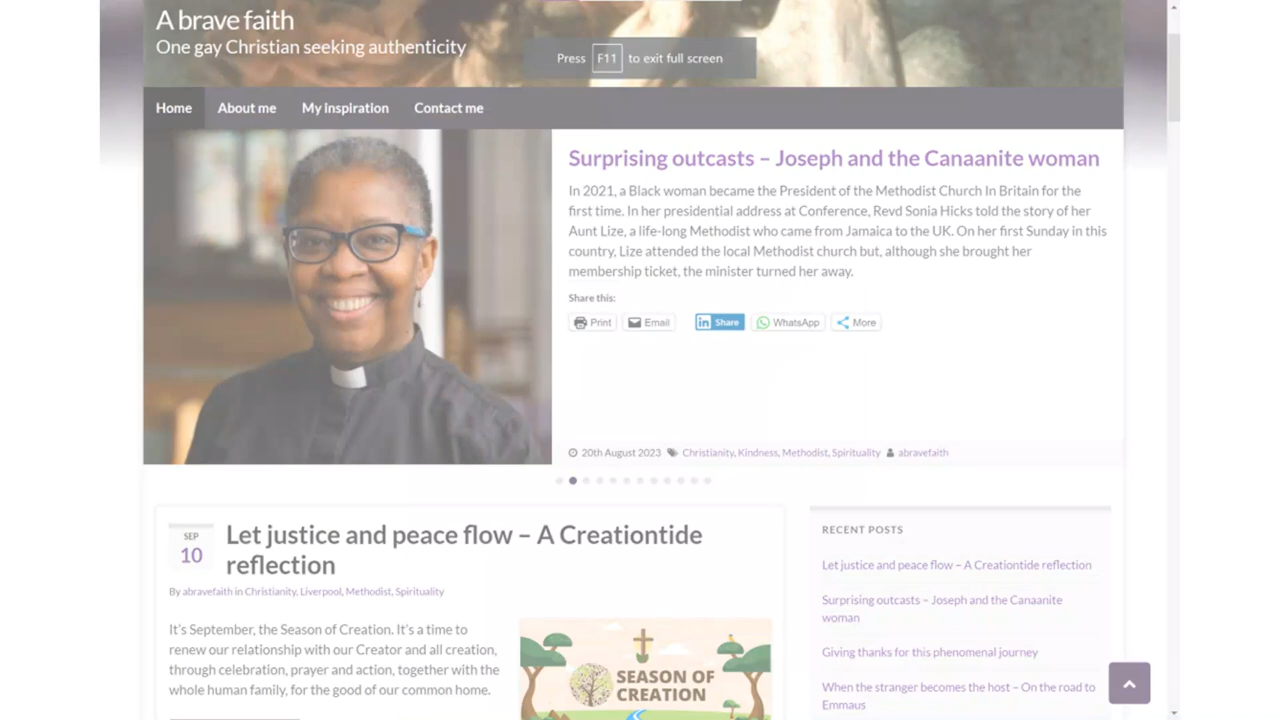 A brave faith
One gay Christian seeking authenticity
Press F11 to exit full screen
Home About me My inspiration Contact me
Surprising outcasts – Joseph and the Canaanite woman
In 2021, a Black woman became the President of the Methodist Church In Britain for the
first time. In her presidential address at Conference, Revd Sonia Hicks told the story of her
Aunt Lize, a life-long Methodist who came from Jamaica to the UK. On her first Sunday in this
country, Lize attended the local Methodist church but, although she brought her
membership ticket, the minister turned her away.
Share this:
Print Email in Share WhatsApp More
20th August 2023 Christianity, Kindness, Methodist, Spirituality abravefaith
SEP
10
Let justice and peace flow – A Creationtide
reflection
By abravefaith in Christianity, Liverpool, Methodist, Spirituality
It's September, the Season of Creation. It's a time to
renew our relationship with our Creator and all creation,
through celebration, prayer and action, together with the
whole human family, for the good of our common home.
SEASON OF
CREATION
RECENT POSTS
Let justice and peace flow – A Creationtide reflection
Surprising outcasts – Joseph and the Canaanite
woman
Giving thanks for this phenomenal journey
When the stranger becomes the host – On the road to
Emmaus